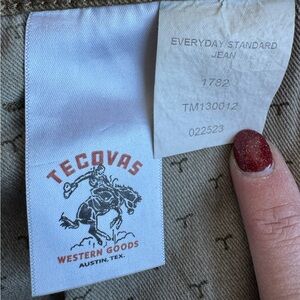 EVERYDAY STANDARD
JEAN
1782
TM130012
022523
TECOVAS
WESTERN GOODS
AUSTIN, TEX.